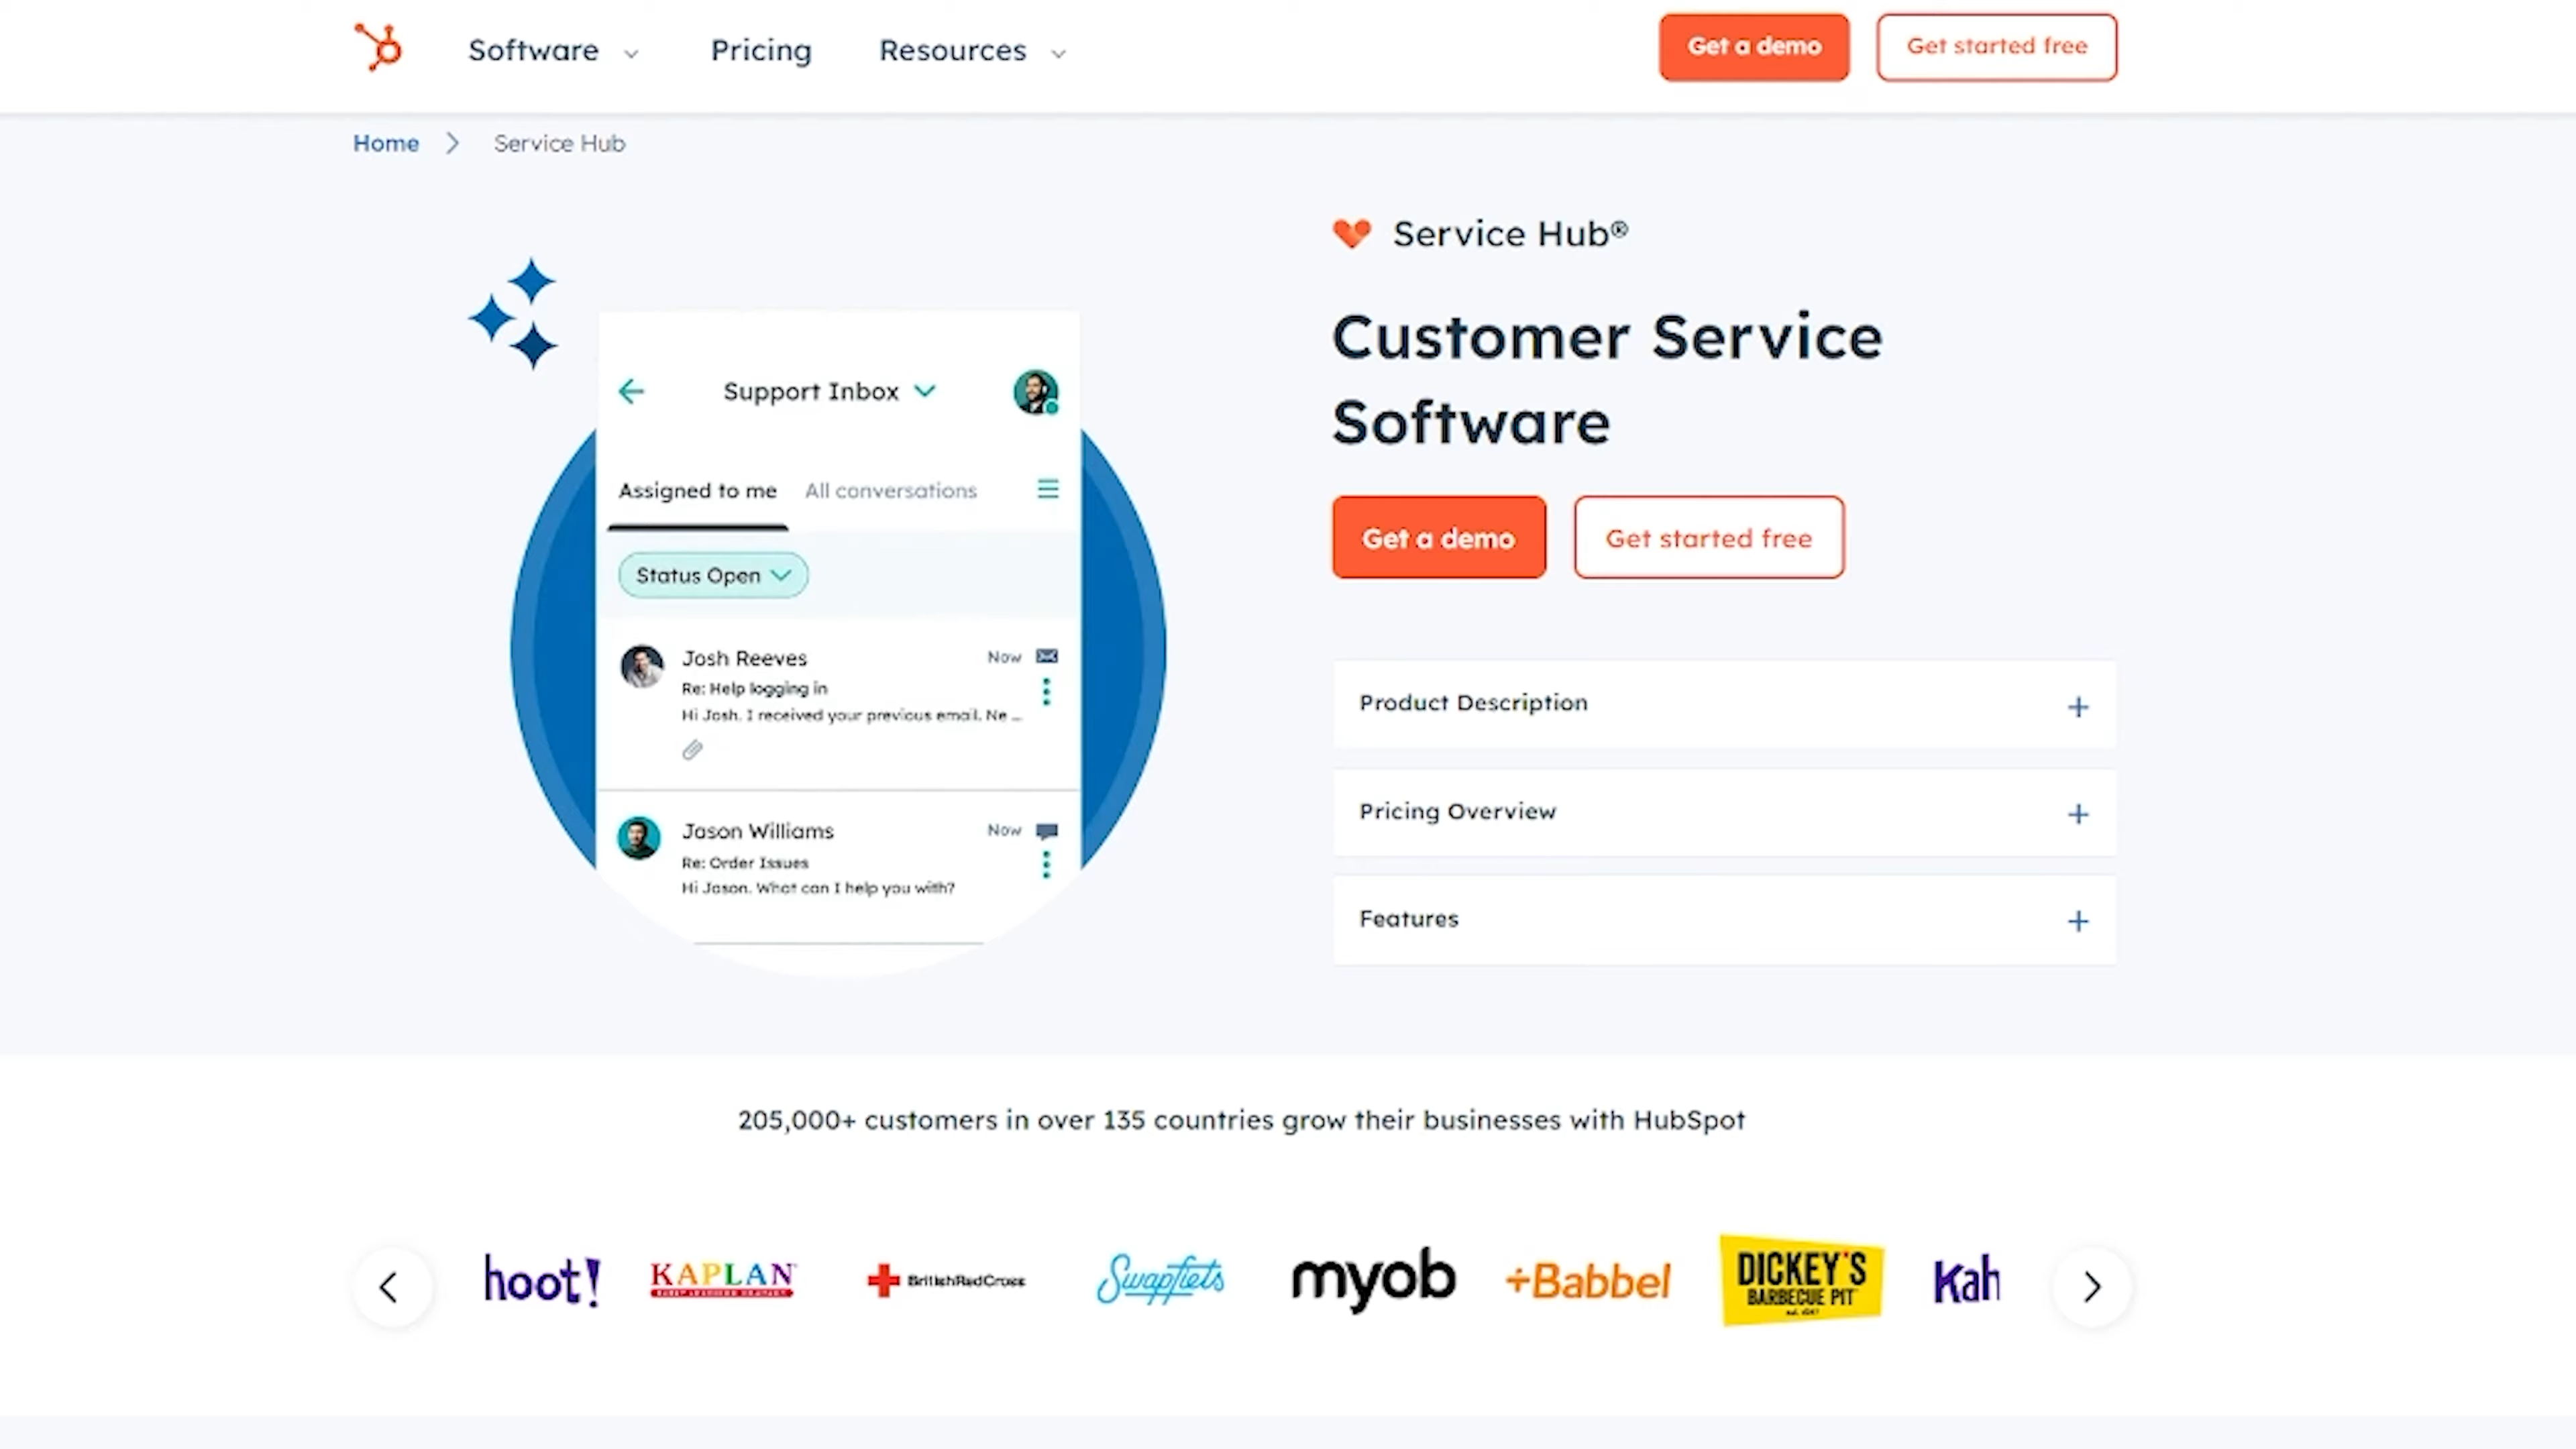 Software
Pricing
Resources
Get a demo
Get started free
Home
Service Hub
Service Hub®
Customer Service
Software
Get a demo
Get started free
Product Description
Pricing Overview
Features
Support Inbox
Assigned to me
All conversations
Status Open
Josh Reeves
Now
Re: Help logging in
Hi Josh. I received your previous email. Ne ...
Jason Williams
Now
Re: Order Issues
Hi Jason. What can I help you with?
205,000+ customers in over 135 countries grow their businesses with HubSpot
hoot!
KAPLAN
BritishRedCross
Swapfiets
myob
+Babbel
DICKEY'S
BARBECUE PIT
Kah